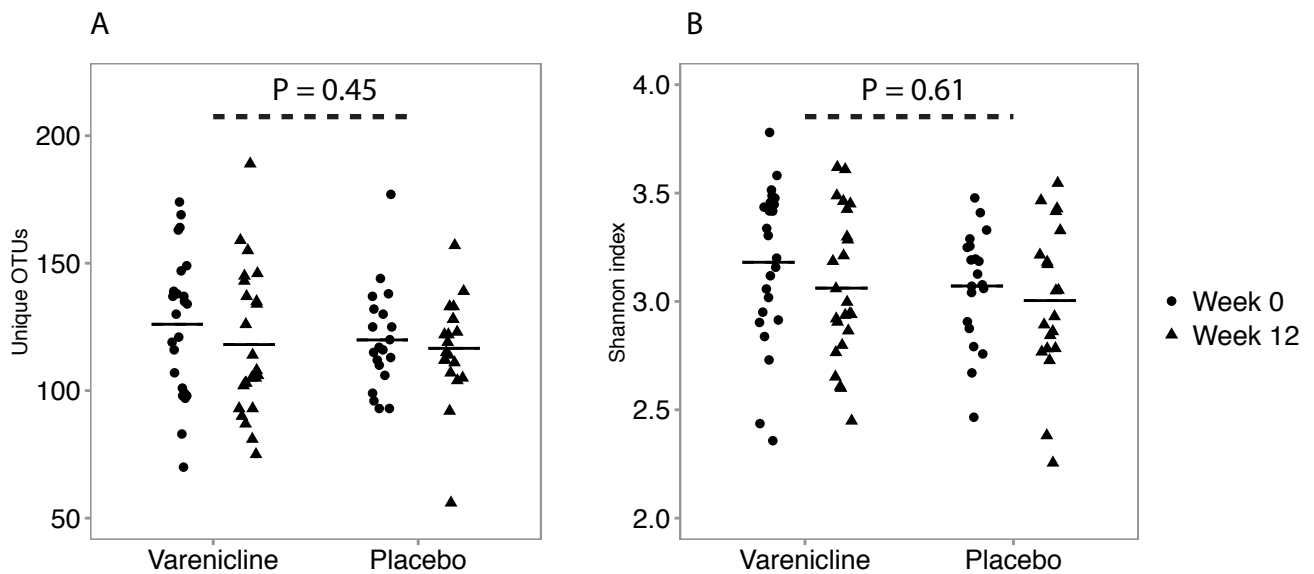 A
B
P = 0.45
P = 0.61
Unique OTUs
200
150
100
50
Varenicline
Placebo
Shannon index
4.0
3.5
3.0
2.5
2.0
Varenicline
Placebo
Week 0
Week 12